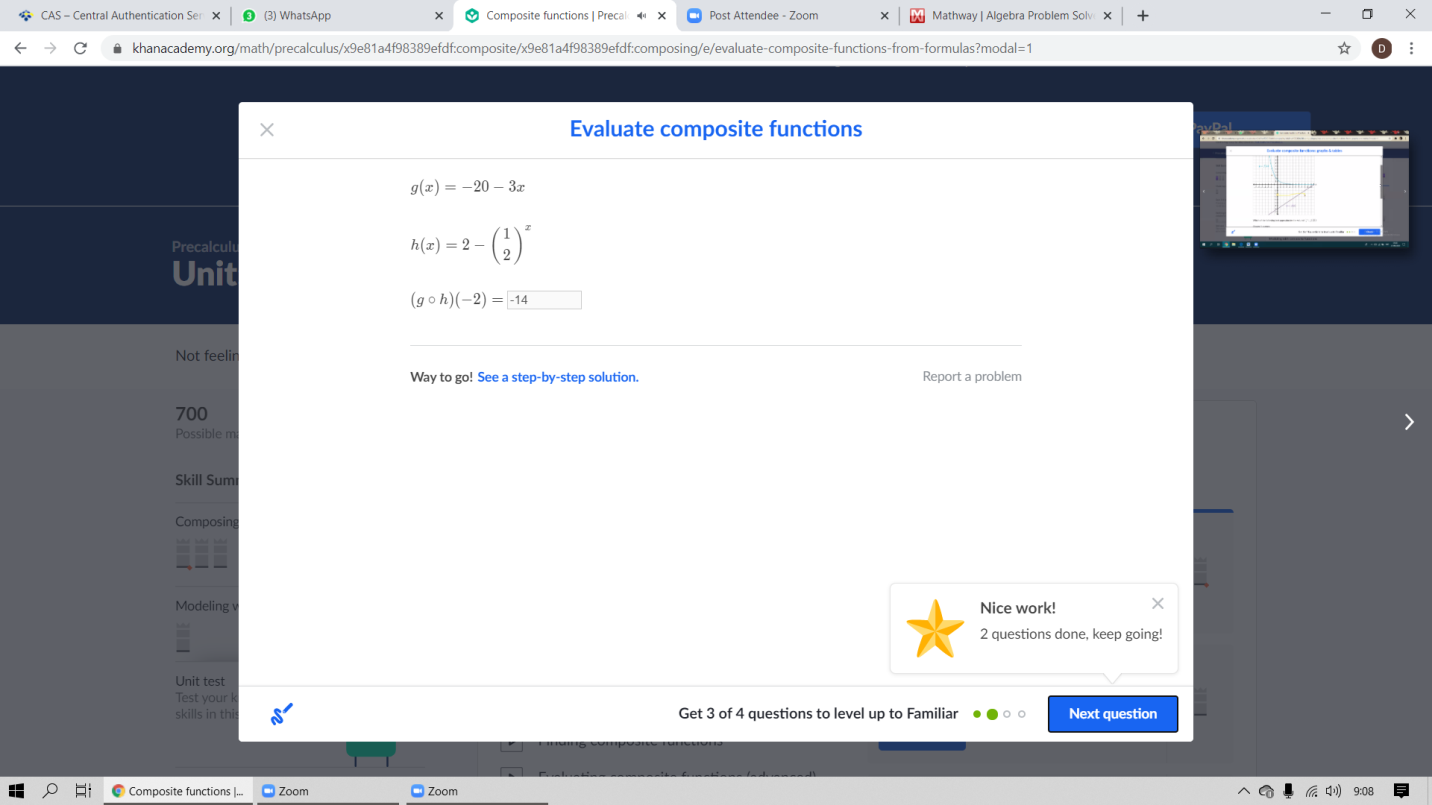 CAS – Central Authentication Ser
(3) WhatsApp
Composite functions | Precal
Post Attendee - Zoom
Mathway | Algebra Problem Solv
khanacademy.org/math/precalculus/x9e81a4f98389efdf:composite/x9e81a4f98389efdf:composing/e/evaluate-composite-functions-from-formulas?modal=1
D
PayPal
Evaluate composite functions
g(x) = −20 − 3x
h(x) = 2 − (1/2)^x
(g ∘ h)(−2) = -14
Way to go! See a step-by-step solution.
Report a problem
Precalculu
Unit
Not feelin
700
Possible ma
Skill Sum
Composing
Modeling w
Unit test
Test your k
skills in this
Nice work!
2 questions done, keep going!
Get 3 of 4 questions to level up to Familiar
Next question
Finding composite functions
Evaluating composite functions (advanced)
Composite functions |...
Zoom
Zoom
9:08